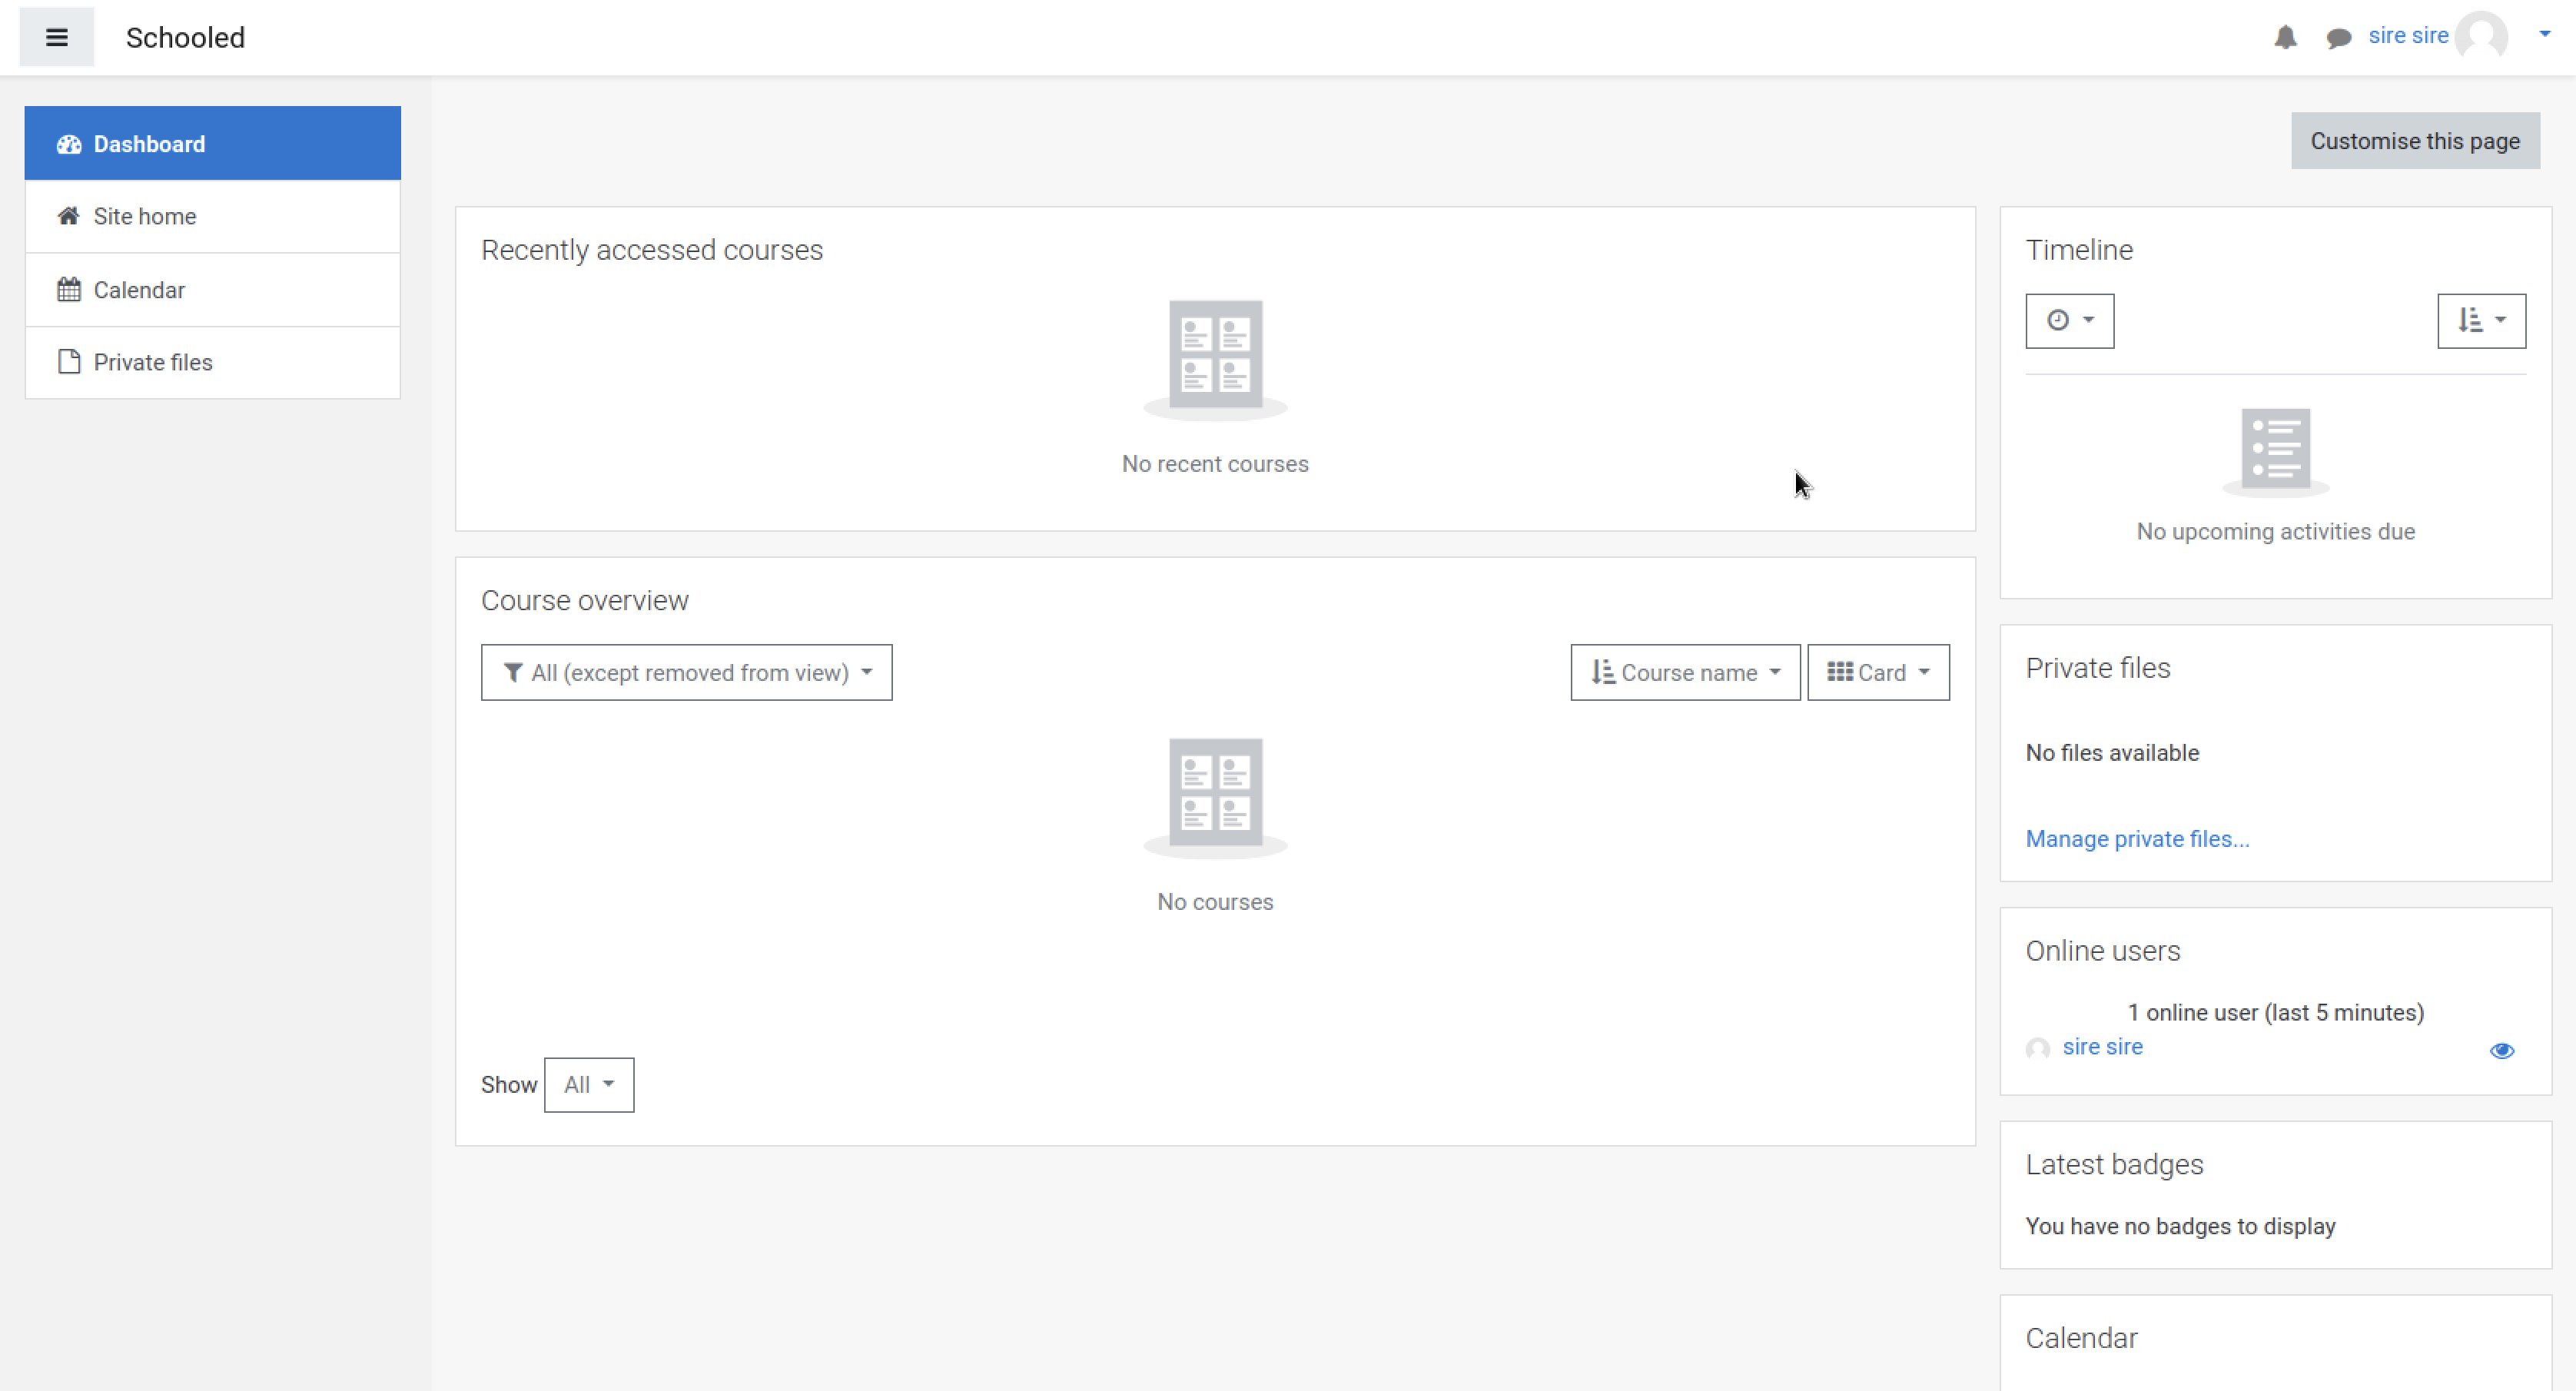 Schooled
sire sire
Dashboard
Site home
Calendar
Private files
Customise this page
Recently accessed courses
No recent courses
Course overview
All (except removed from view)
Course name
Card
No courses
Show All
Timeline
No upcoming activities due
Private files
No files available
Manage private files...
Online users
1 online user (last 5 minutes)
sire sire
Latest badges
You have no badges to display
Calendar